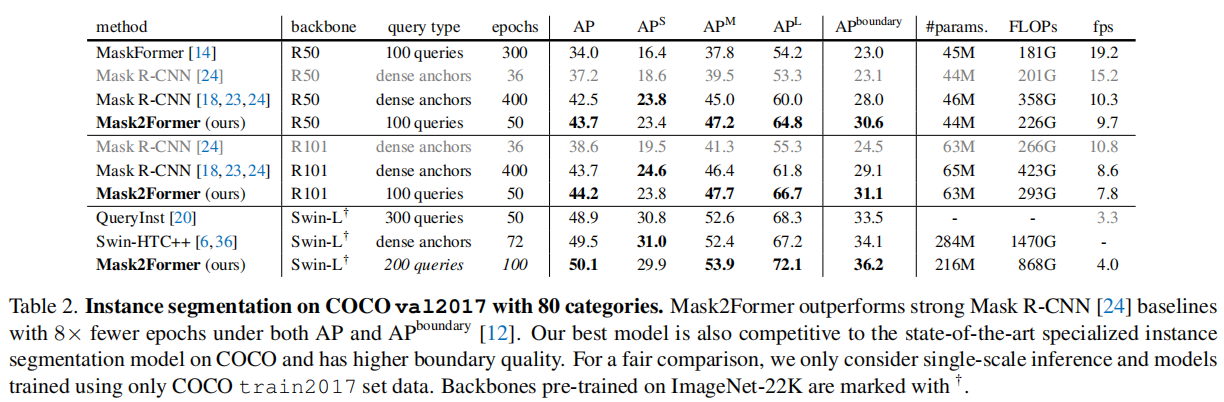 method backbone query type epochs AP AP^S AP^M AP^L AP^boundary #params. FLOPs fps
MaskFormer [14] R50 100 queries 300 34.0 16.4 37.8 54.2 23.0 45M 181G 19.2
Mask R-CNN [24] R50 dense anchors 36 37.2 18.6 39.5 53.3 23.1 44M 201G 15.2
Mask R-CNN [18,23,24] R50 dense anchors 400 42.5 23.8 45.0 60.0 28.0 46M 358G 10.3
Mask2Former (ours) R50 100 queries 50 43.7 23.4 47.2 64.8 30.6 44M 226G 9.7
Mask R-CNN [24] R101 dense anchors 36 38.6 19.5 41.3 55.3 24.5 63M 266G 10.8
Mask R-CNN [18,23,24] R101 dense anchors 400 43.7 24.6 46.4 61.8 29.1 65M 423G 8.6
Mask2Former (ours) R101 100 queries 50 44.2 23.8 47.7 66.7 31.1 63M 293G 7.8
QueryInst [20] Swin-L† 300 queries 50 48.9 30.8 52.6 68.3 33.5 - - 3.3
Swin-HTC++ [6,36] Swin-L† dense anchors 72 49.5 31.0 52.4 67.2 34.1 284M 1470G -
Mask2Former (ours) Swin-L† 200 queries 100 50.1 29.9 53.9 72.1 36.2 216M 868G 4.0
Table 2. Instance segmentation on COCO val2017 with 80 categories. Mask2Former outperforms strong Mask R-CNN [24] baselines
with 8× fewer epochs under both AP and AP^boundary [12]. Our best model is also competitive to the state-of-the-art specialized instance
segmentation model on COCO and has higher boundary quality. For a fair comparison, we only consider single-scale inference and models
trained using only COCO train2017 set data. Backbones pre-trained on ImageNet-22K are marked with †.